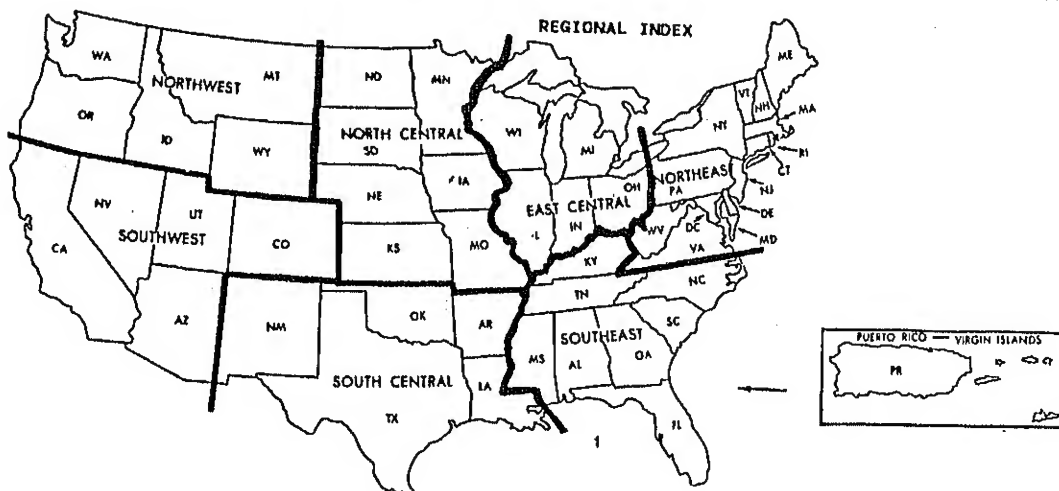 REGIONAL INDEX
WA
MT
ND
MN
ME
NORTHWEST
VT
NH
MA
OR
ID
WY
NORTH CENTRAL
SD
WI
MI
NY
RI
CT
NORTHEAS
PA
NJ
NE
IA
OH
EAST CENTRAL
IL
IN
DE
MD
NV
UT
SOUTHWEST
CA
CO
KS
MO
WV
DC
VA
KY
NC
TN
AZ
NM
OK
AR
SOUTHEAST
SC
MS
AL
GA
SOUTH CENTRAL
LA
TX
FL
1
PUERTO RICO — VIRGIN ISLANDS
PR